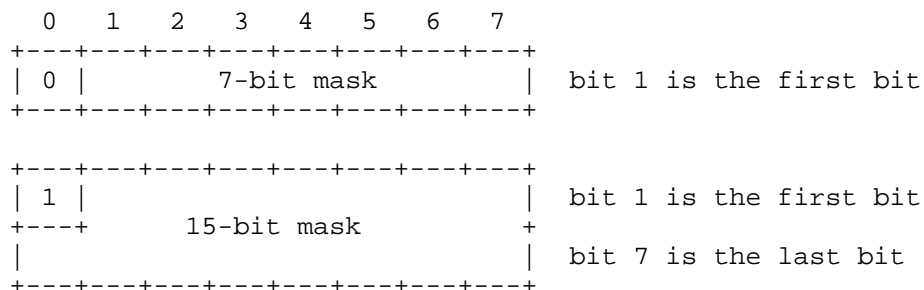 0   1   2   3   4   5   6   7
+---+---+---+---+---+---+---+---+
| 0 |        7-bit mask         |  bit 1 is the first bit
+---+---+---+---+---+---+---+---+
+---+---+---+---+---+---+---+---+
| 1 |                           |  bit 1 is the first bit
+---+      15-bit mask          +
|                               |  bit 7 is the last bit
+---+---+---+---+---+---+---+---+